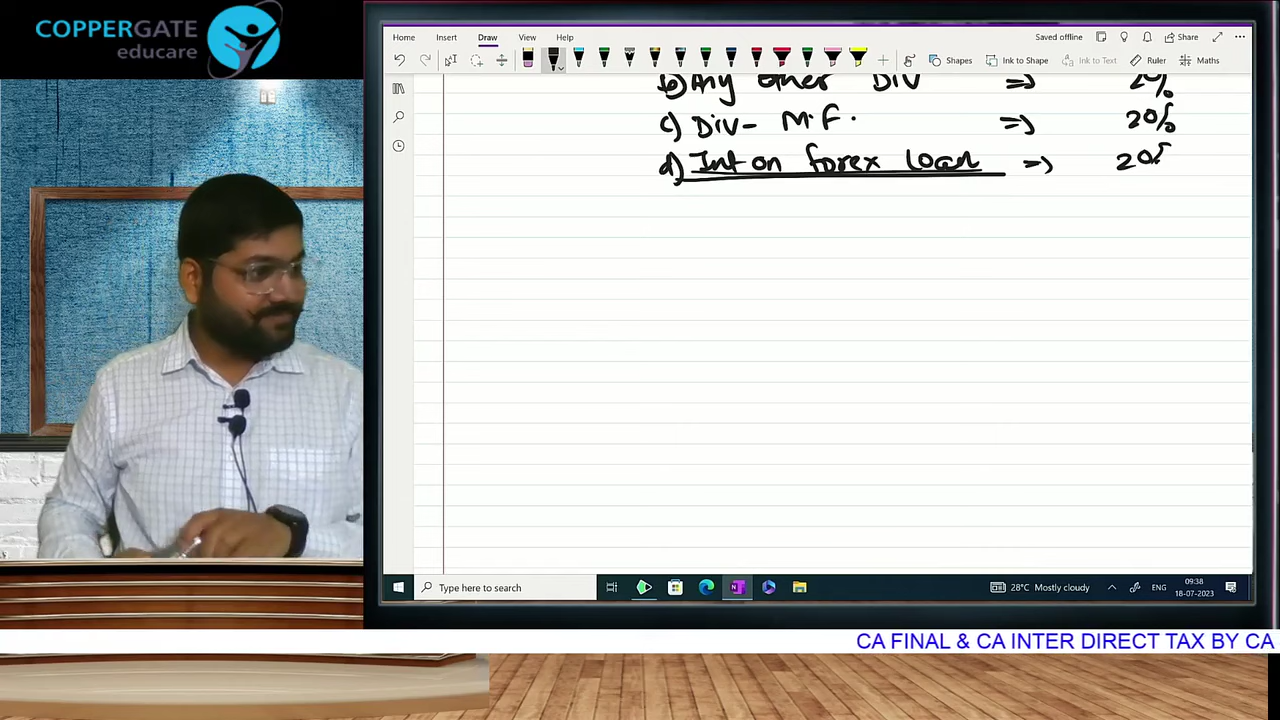 COPPERGATE
educare
Home Insert Draw View Help
Saved offline Share
Shapes Ink to Shape Ink to Text Ruler Maths
b) Any other Div => 20%
c) Div- M.F. => 20%
d) Int on forex loan => 20%
Type here to search
28°C Mostly cloudy ENG 09:38
18-07-2023
CA FINAL & CA INTER DIRECT TAX BY CA